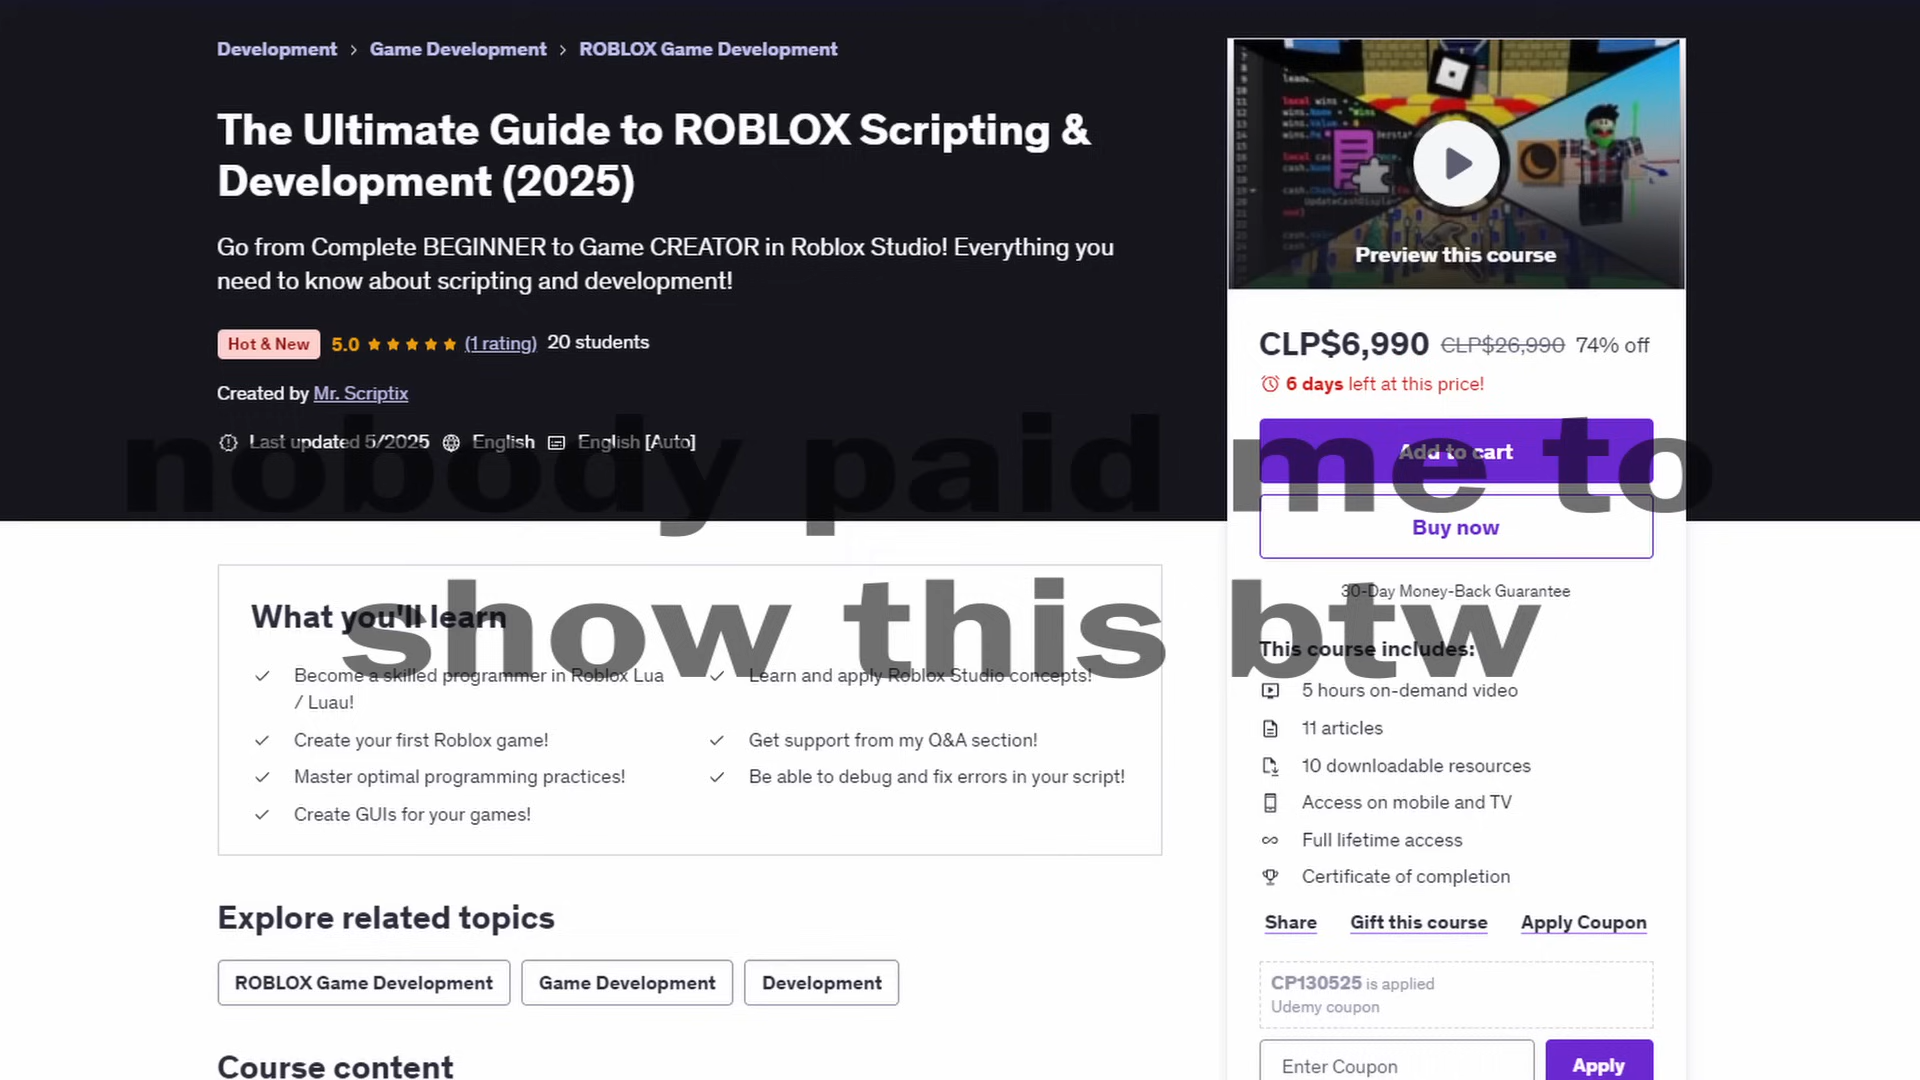 Development > Game Development > ROBLOX Game Development
The Ultimate Guide to ROBLOX Scripting &
Development (2025)
Go from Complete BEGINNER to Game CREATOR in Roblox Studio! Everything you
need to know about scripting and development!
Hot & New 5.0 (1 rating) 20 students
Created by Mr. Scriptix
Last updated 5/2025 English English [Auto]
nobody paid me to
show this btw
What you'll learn
Become a skilled programmer in Roblox Lua
/ Luau!
Learn and apply Roblox Studio concepts!
Create your first Roblox game!
Get support from my Q&A section!
Master optimal programming practices!
Be able to debug and fix errors in your script!
Create GUIs for your games!
Explore related topics
ROBLOX Game Development
Game Development
Development
Course content
Preview this course
CLP$6,990 CLP$26,990 74% off
6 days left at this price!
Add to cart
Buy now
30-Day Money-Back Guarantee
This course includes:
5 hours on-demand video
11 articles
10 downloadable resources
Access on mobile and TV
Full lifetime access
Certificate of completion
Share Gift this course Apply Coupon
CP130525 is applied
Udemy coupon
Enter Coupon
Apply